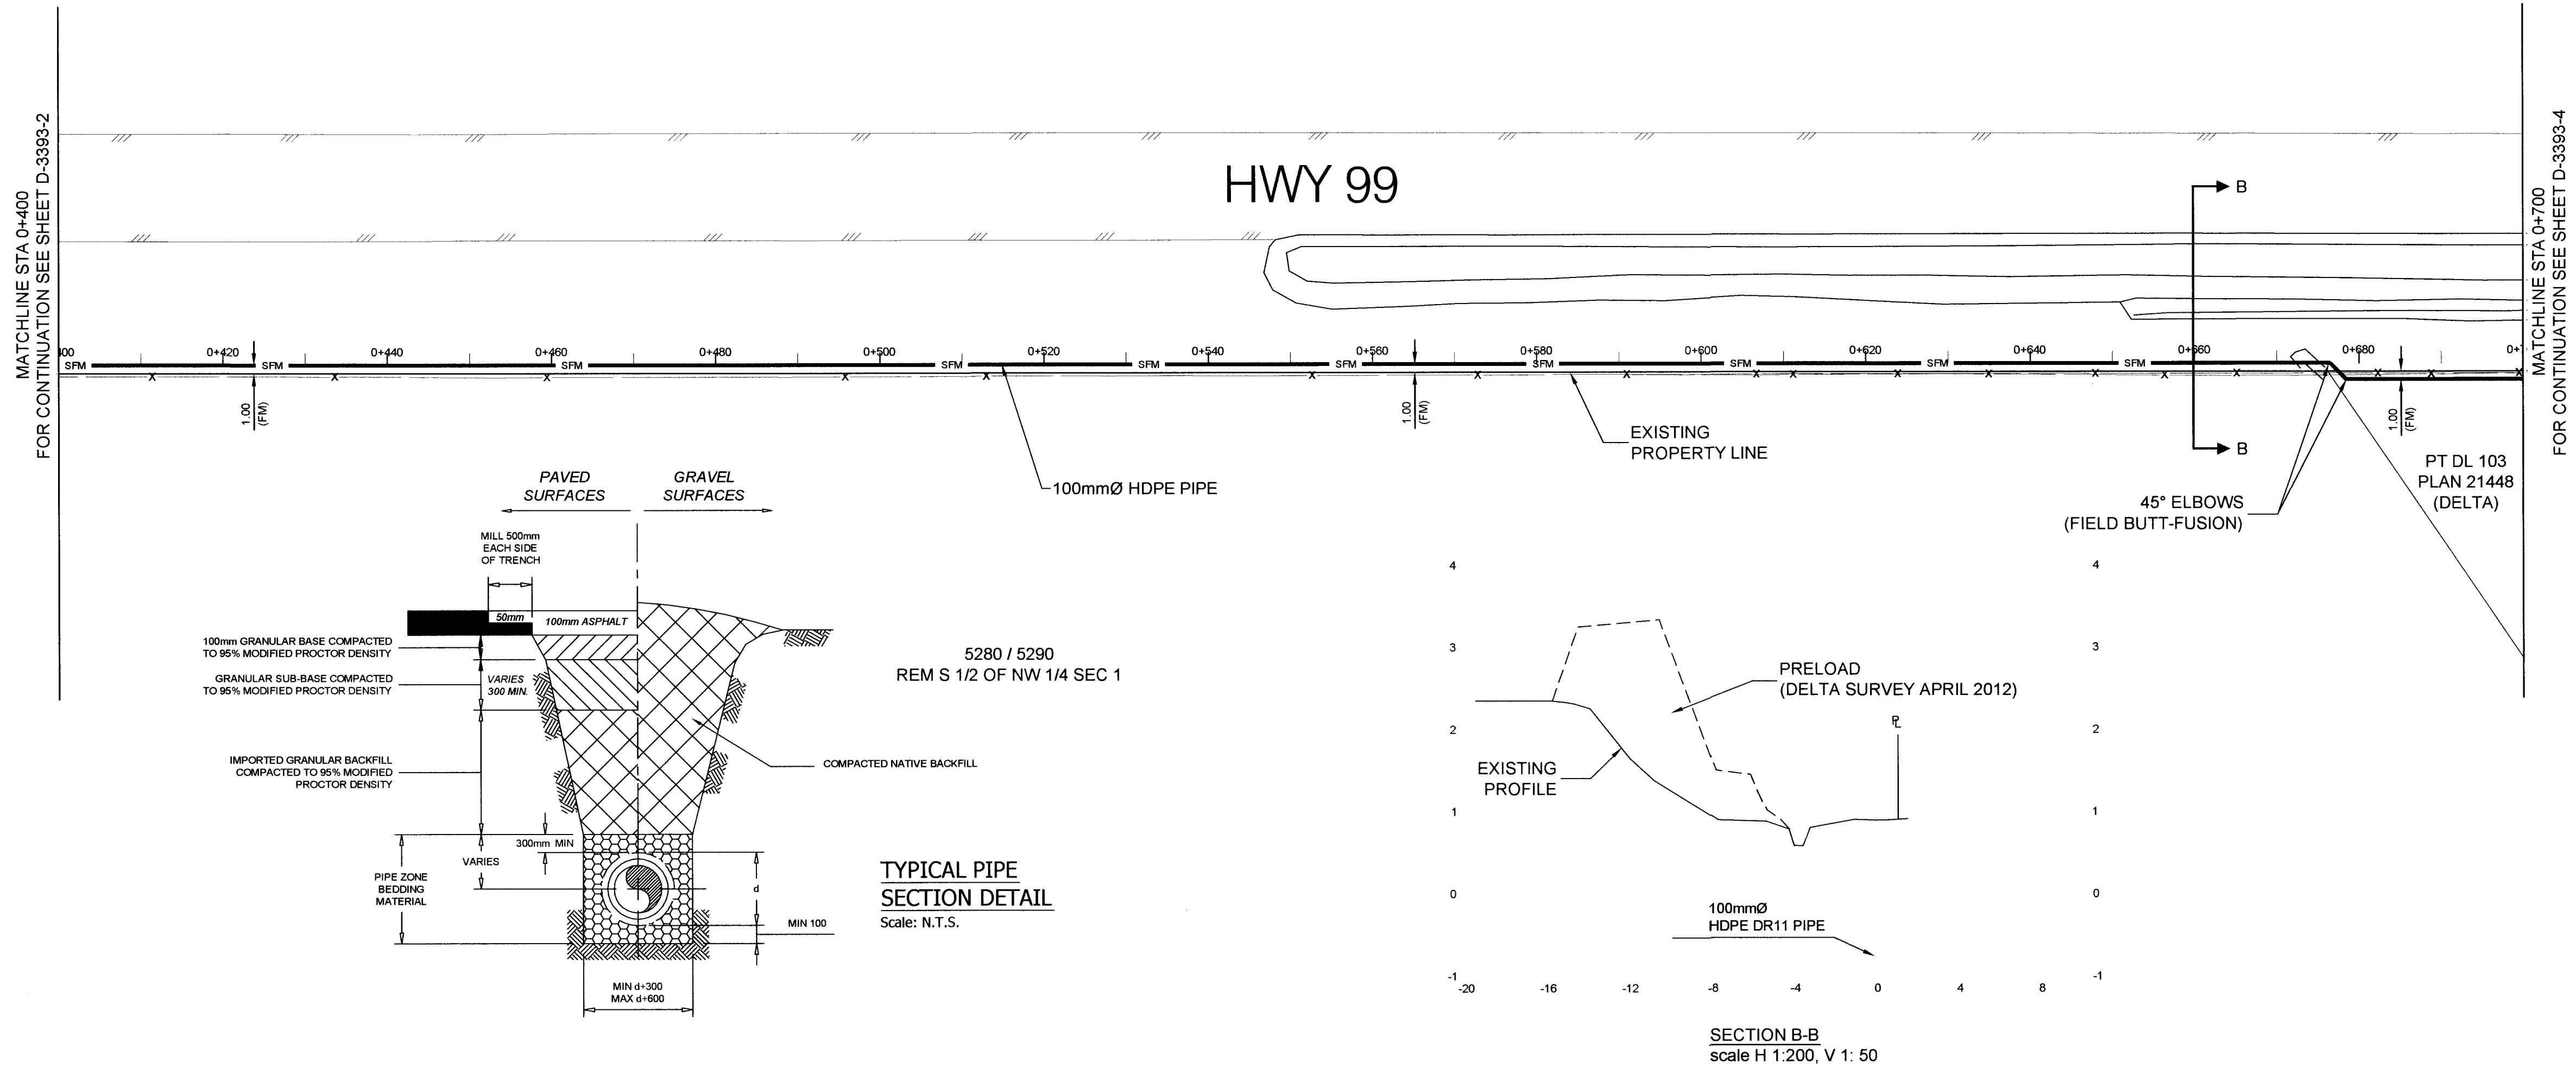 MATCHLINE STA 0+400
FOR CONTINUATION SEE SHEET D-3393-2
HWY 99
B
B
MATCHLINE STA 0+700
FOR CONTINUATION SEE SHEET D-3393-4
400 0+420 0+440 0+460 0+480 0+500 0+520 0+540 0+560 0+580 0+600 0+620 0+640 0+660 0+680
SFM SFM SFM SFM SFM SFM SFM SFM SFM SFM SFM
1.00
(FM)
1.00
(FM)
1.00
(FM)
EXISTING
PROPERTY LINE
100mmØ HDPE PIPE
45° ELBOWS
(FIELD BUTT-FUSION)
PT DL 103
PLAN 21448
(DELTA)
PAVED
SURFACES
GRAVEL
SURFACES
MILL 500mm
EACH SIDE
OF TRENCH
50mm
100mm ASPHALT
100mm GRANULAR BASE COMPACTED
TO 95% MODIFIED PROCTOR DENSITY
GRANULAR SUB-BASE COMPACTED
TO 95% MODIFIED PROCTOR DENSITY
VARIES
300 MIN.
IMPORTED GRANULAR BACKFILL
COMPACTED TO 95% MODIFIED
PROCTOR DENSITY
COMPACTED NATIVE BACKFILL
300mm MIN
VARIES
PIPE ZONE
BEDDING
MATERIAL
d
MIN 100
MIN d+300
MAX d+600
TYPICAL PIPE
SECTION DETAIL
Scale: N.T.S.
5280 / 5290
REM S 1/2 OF NW 1/4 SEC 1
4 4
3 3
2 2
1 1
0 0
-1 -1
-20 -16 -12 -8 -4 0 4 8
PRELOAD
(DELTA SURVEY APRIL 2012)
EXISTING
PROFILE
PL
100mmØ
HDPE DR11 PIPE
SECTION B-B
scale H 1:200, V 1: 50